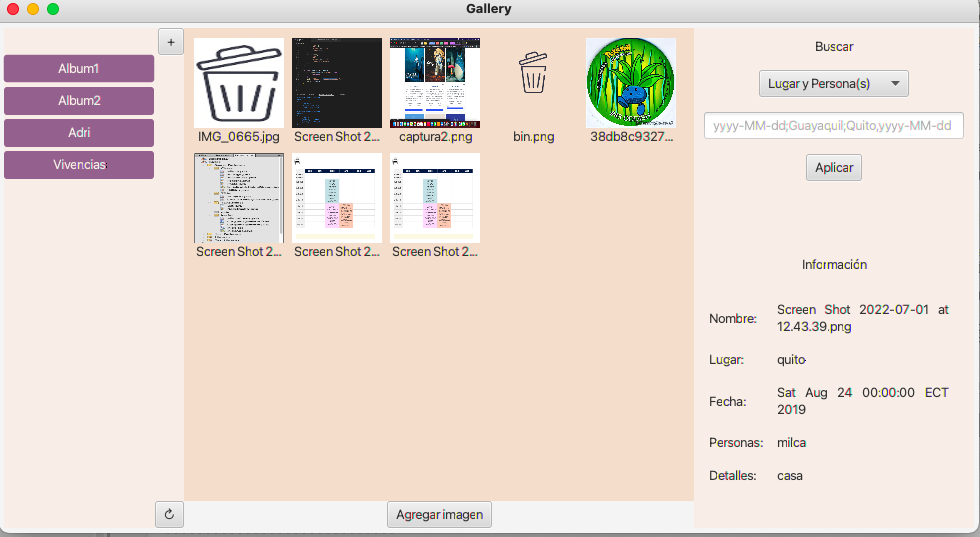 Gallery
+
Album1
Album2
Adri
Vivencias
IMG_0665.jpg
Screen Shot 2...
captura2.png
bin.png
38db8c9327...
Screen Shot 2...
Screen Shot 2...
Screen Shot 2...
Agregar imagen
Buscar
Lugar y Persona(s)
yyyy-MM-dd;Guayaquil;Quito,yyyy-MM-dd
Aplicar
Información
Nombre:
Screen Shot 2022-07-01 at
12.43.39.png
Lugar:
quito
Fecha:
Sat Aug 24 00:00:00 ECT
2019
Personas:
milca
Detalles:
casa